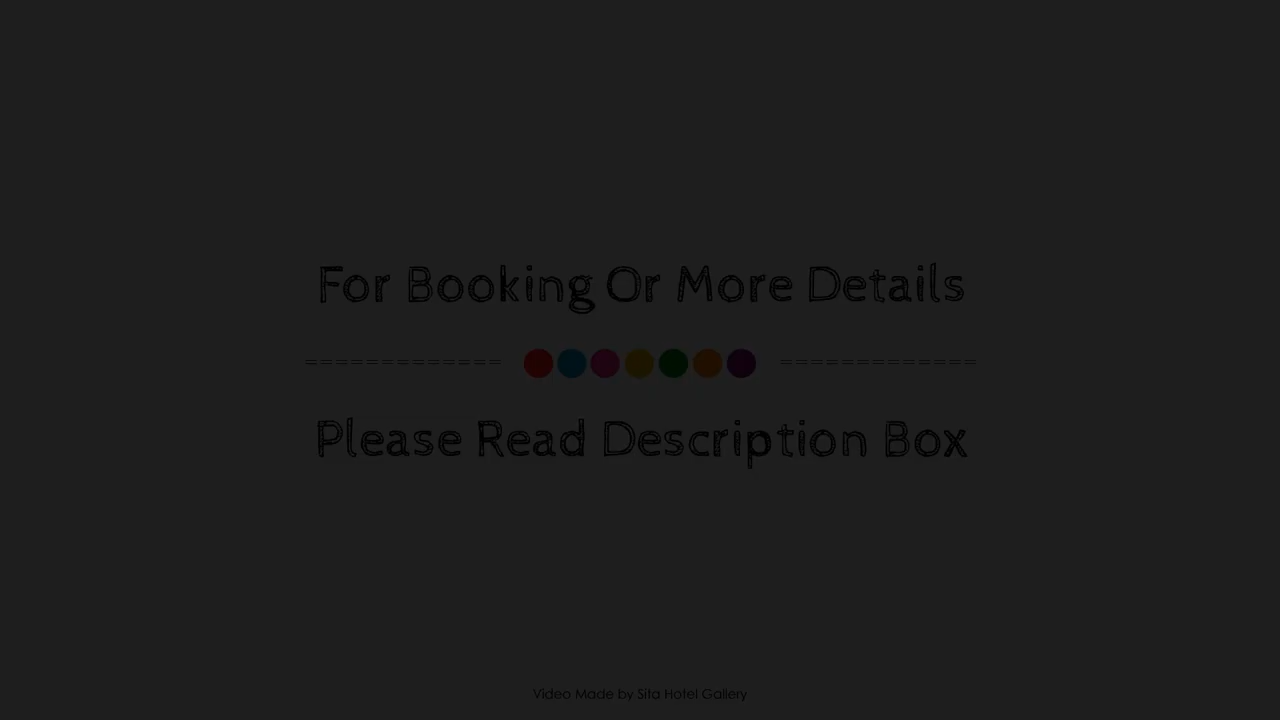 For Booking Or More Details
============= =============
Please Read Description Box
Video Made by Sita Hotel Gallery